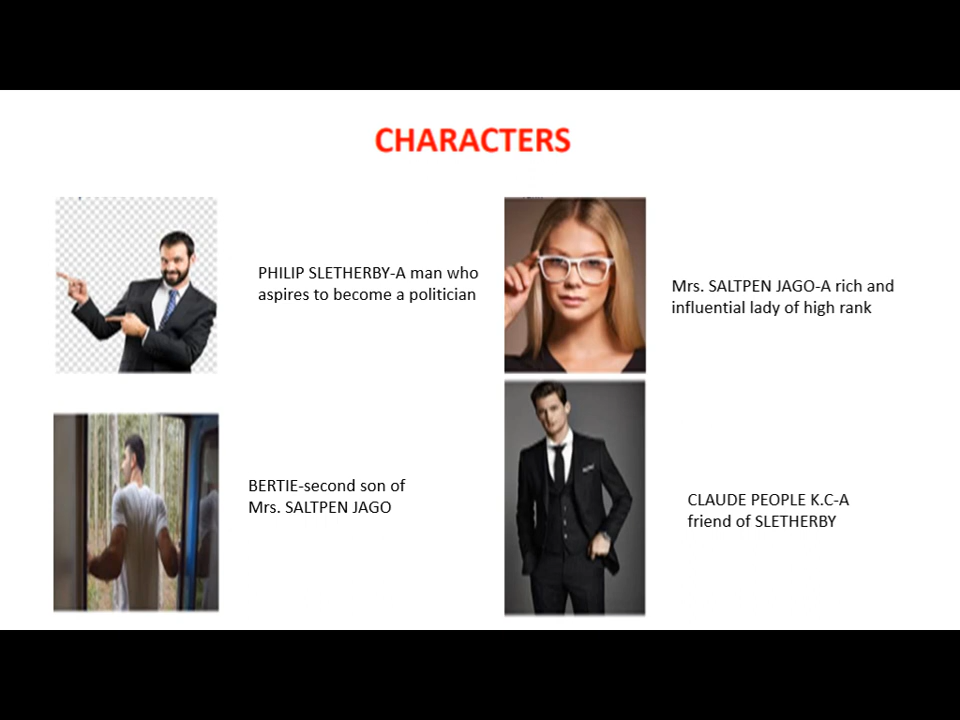 CHARACTERS
PHILIP SLETHERBY-A man who
aspires to become a politician
Mrs. SALTPEN JAGO-A rich and
influential lady of high rank
BERTIE-second son of
Mrs. SALTPEN JAGO
CLAUDE PEOPLE K.C-A
friend of SLETHERBY